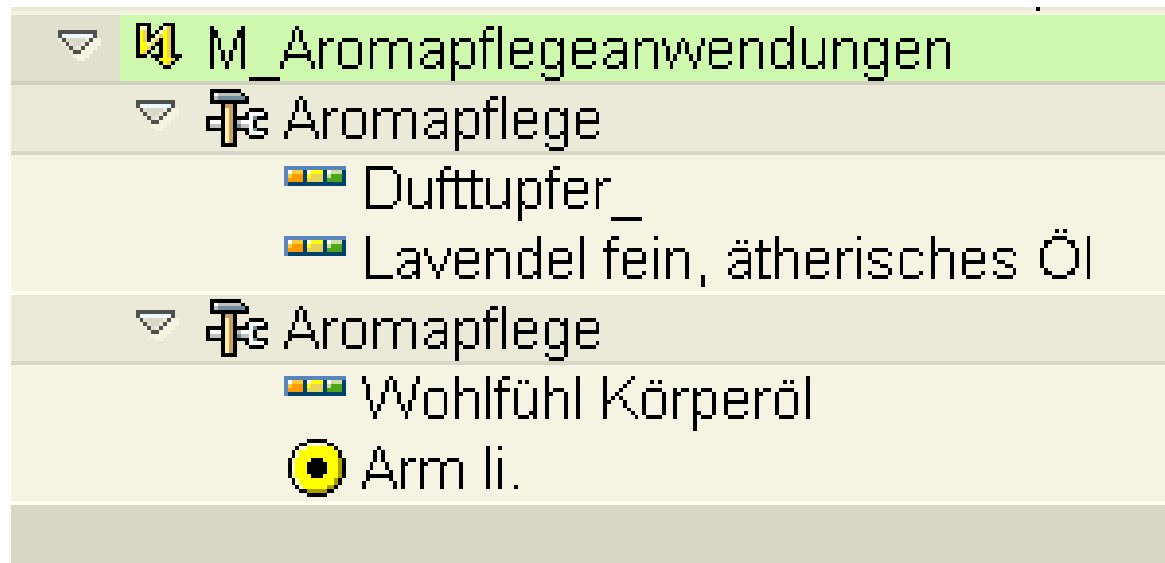 M_Aromapflegeanwendungen
Aromapflege
Dufttupfer_
Lavendel fein, ätherisches Öl
Aromapflege
Wohlfühl Körperöl
Arm li.